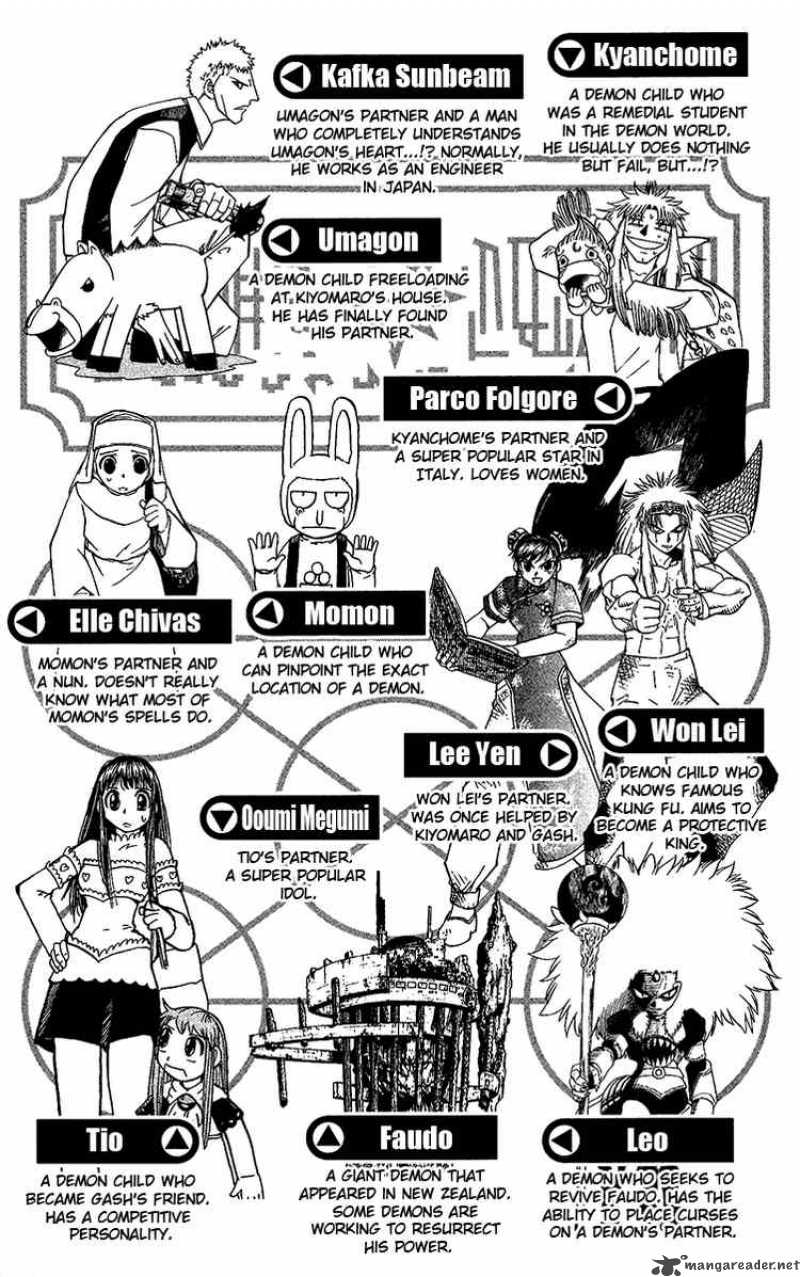 Kafka Sunbeam
UMAGON'S PARTNER AND A MAN
WHO COMPLETELY UNDERSTANDS
UMAGON'S HEART...!? NORMALLY,
HE WORKS AS AN ENGINEER
IN JAPAN.
Kyanchome
A DEMON CHILD WHO
WAS A REMEDIAL STUDENT
IN THE DEMON WORLD.
HE USUALLY DOES NOTHING
BUT FAIL, BUT...!?
Umagon
A DEMON CHILD FREELOADING
AT KIYOMARO'S HOUSE.
HE HAS FINALLY FOUND
HIS PARTNER.
Parco Folgore
KYANCHOME'S PARTNER AND
A SUPER POPULAR STAR IN
ITALY. LOVES WOMEN.
Elle Chivas
MOMON'S PARTNER AND
A NUN. DOESN'T REALLY
KNOW WHAT MOST OF
MOMON'S SPELLS DO.
Momon
A DEMON CHILD WHO
CAN PINPOINT THE EXACT
LOCATION OF A DEMON.
Lee Yen
WON LEI'S PARTNER.
WAS ONCE HELPED BY
KIYOMARO AND GASH.
Won Lei
A DEMON CHILD WHO
KNOWS FAMOUS
KUNG FU. AIMS TO
BECOME A PROTECTIVE
KING.
Ooumi Megumi
TIO'S PARTNER.
A SUPER POPULAR
IDOL.
Tio
A DEMON CHILD WHO
BECAME GASH'S FRIEND.
HAS A COMPETITIVE
PERSONALITY.
Faudo
A GIANT DEMON THAT
APPEARED IN NEW ZEALAND.
SOME DEMONS ARE
WORKING TO RESURRECT
HIS POWER.
Leo
A DEMON WHO SEEKS TO
REVIVE FAUDO. HAS THE
ABILITY TO PLACE CURSES
ON A DEMON'S PARTNER.
mangareader.net